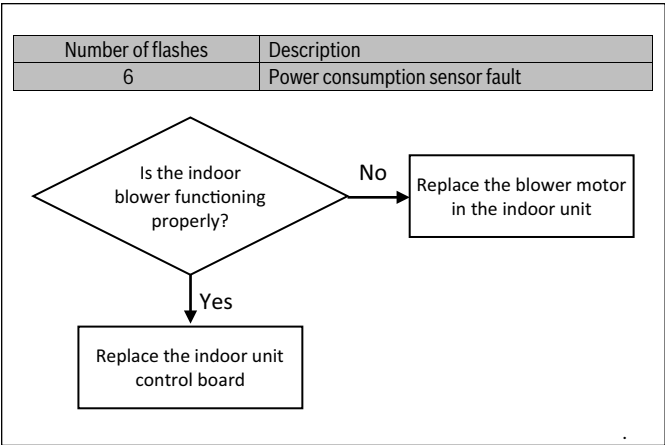 Number of flashes Description
6 Power consumption sensor fault
Is the indoor
blower functioning
properly?
No
Replace the blower motor
in the indoor unit
Yes
Replace the indoor unit
control board
.